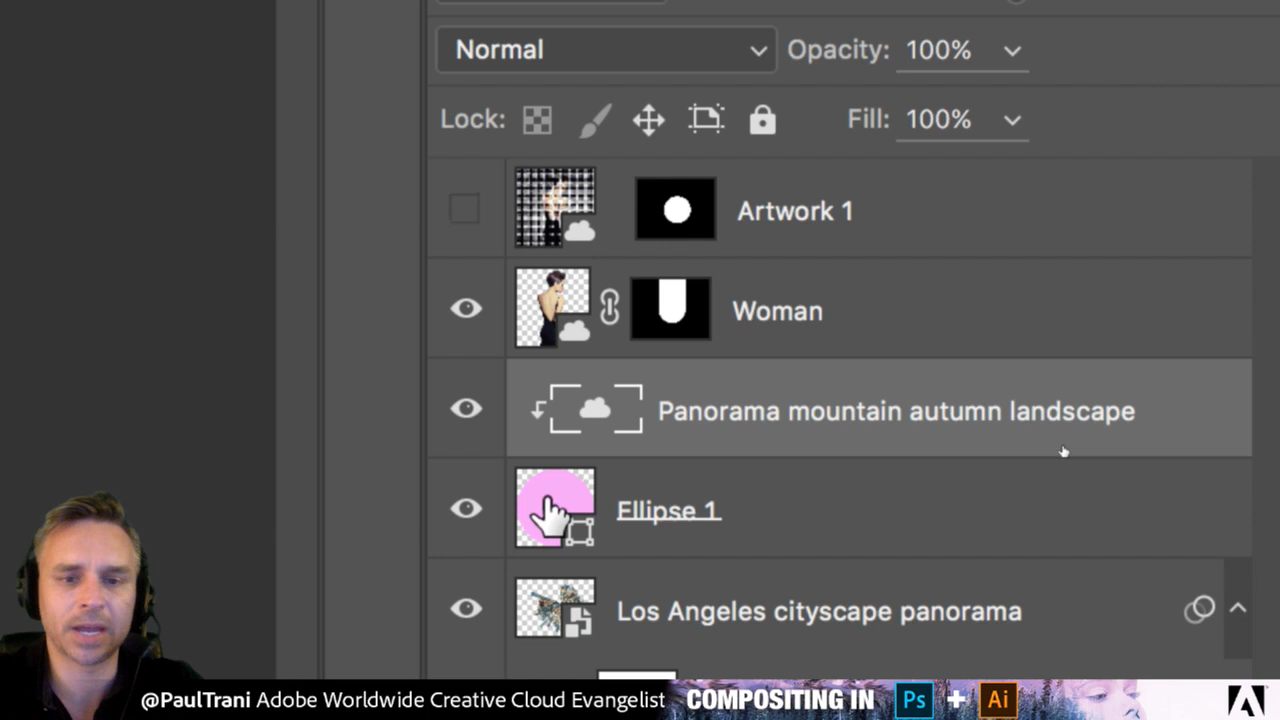 Normal Opacity: 100%
Lock: Fill: 100%
Artwork 1
Woman
Panorama mountain autumn landscape
Ellipse 1
Los Angeles cityscape panorama
@PaulTrani Adobe Worldwide Creative Cloud Evangelist COMPOSITING IN Ps + Ai